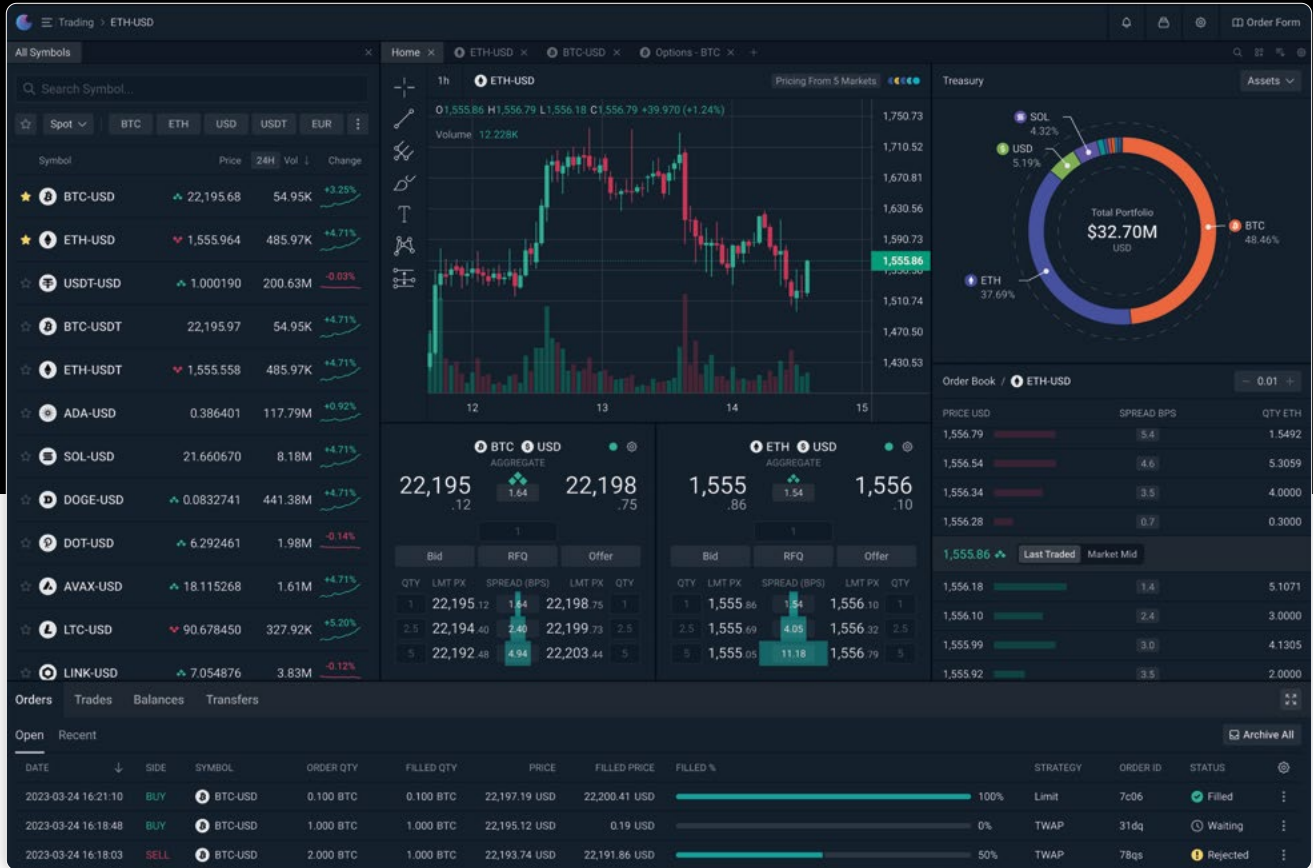 Trading > ETH-USD
Order Form
All Symbols ×
Search Symbol...
Spot BTC ETH USD USDT EUR
Symbol Price 24H Vol ↓ Change
BTC-USD 22,195.68 54.95K +3.25%
ETH-USD 1,555.964 485.97K +4.71%
USDT-USD 1.000190 200.63M -0.03%
BTC-USDT 22,195.97 54.95K +4.71%
ETH-USDT 1,555.558 485.97K +4.71%
ADA-USD 0.386401 117.79M +0.92%
SOL-USD 21.660670 8.18M +4.71%
DOGE-USD 0.0832741 441.38M +4.71%
DOT-USD 6.292461 1.98M -0.14%
AVAX-USD 18.115268 1.61M +4.71%
LTC-USD 90.678450 327.92K +5.20%
LINK-USD 7.054876 3.83M -0.12%
Home × ETH-USD × BTC-USD × Options - BTC × +
1h ETH-USD Pricing From 5 Markets
O1,555.86 H1,556.79 L1,556.18 C1,556.79 +39.970 (+1.24%)
Volume 12.228K
T
1,750.73
1,710.52
1,670.81
1,630.56
1,590.73
1,555.86
1,510.74
1,470.50
1,430.53
12 13 14 15
BTC USD
AGGREGATE
22,195.12 1.64 22,198.75
1
Bid RFQ Offer
QTY LMT PX SPREAD (BPS) LMT PX QTY
1 22,195.12 1.64 22,198.75 1
2.5 22,194.40 2.40 22,199.73 2.5
5 22,192.48 4.94 22,203.44 5
ETH USD
AGGREGATE
1,555.86 1.54 1,556.10
1
Bid RFQ Offer
QTY LMT PX SPREAD (BPS) LMT PX QTY
1 1,555.86 1.54 1,556.10 1
2.5 1,555.69 4.05 1,556.32 2.5
5 1,555.05 11.18 1,556.79 5
Treasury Assets
SOL
4.32%
USD
5.19%
Total Portfolio
$32.70M
USD
BTC
48.46%
ETH
37.69%
Order Book / ETH-USD − 0.01 +
PRICE USD SPREAD BPS QTY ETH
1,556.79 5.4 1.5492
1,556.54 4.6 5.3059
1,556.34 3.5 4.0000
1,556.28 0.7 0.3000
1,555.86 Last Traded Market Mid
1,556.18 1.4 5.1071
1,556.10 2.4 3.0000
1,555.99 3.0 4.1305
1,555.92 3.5 2.0000
Orders Trades Balances Transfers
Open Recent Archive All
DATE ↓ SIDE SYMBOL ORDER QTY FILLED QTY PRICE FILLED PRICE FILLED % STRATEGY ORDER ID STATUS
2023-03-24 16:21:10 BUY BTC-USD 0.100 BTC 0.100 BTC 22,197.19 USD 22,200.41 USD 100% Limit 7c06 Filled
2023-03-24 16:18:48 BUY BTC-USD 1.000 BTC 1.000 BTC 22,195.12 USD 0.19 USD 0% TWAP 31dq Waiting
2023-03-24 16:18:03 SELL BTC-USD 2.000 BTC 1.000 BTC 22,193.74 USD 22,191.86 USD 50% TWAP 78qs Rejected